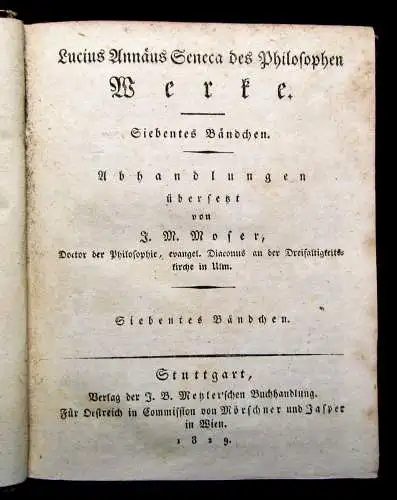 Lucius Annäus Seneca des Philosophen
Werke.
Siebentes Bändchen.
Abhandlungen
übersetzt
von
J. M. Moser,
Doctor der Philosophie, evangel. Diaconus an der Dreifaltigkeits-
kirche in Ulm.
Siebentes Bändchen.
Stuttgart,
Verlag der J. B. Metzler'schen Buchhandlung.
Für Oestreich in Commission von Mörschner und Jasper
in Wien.
1829.